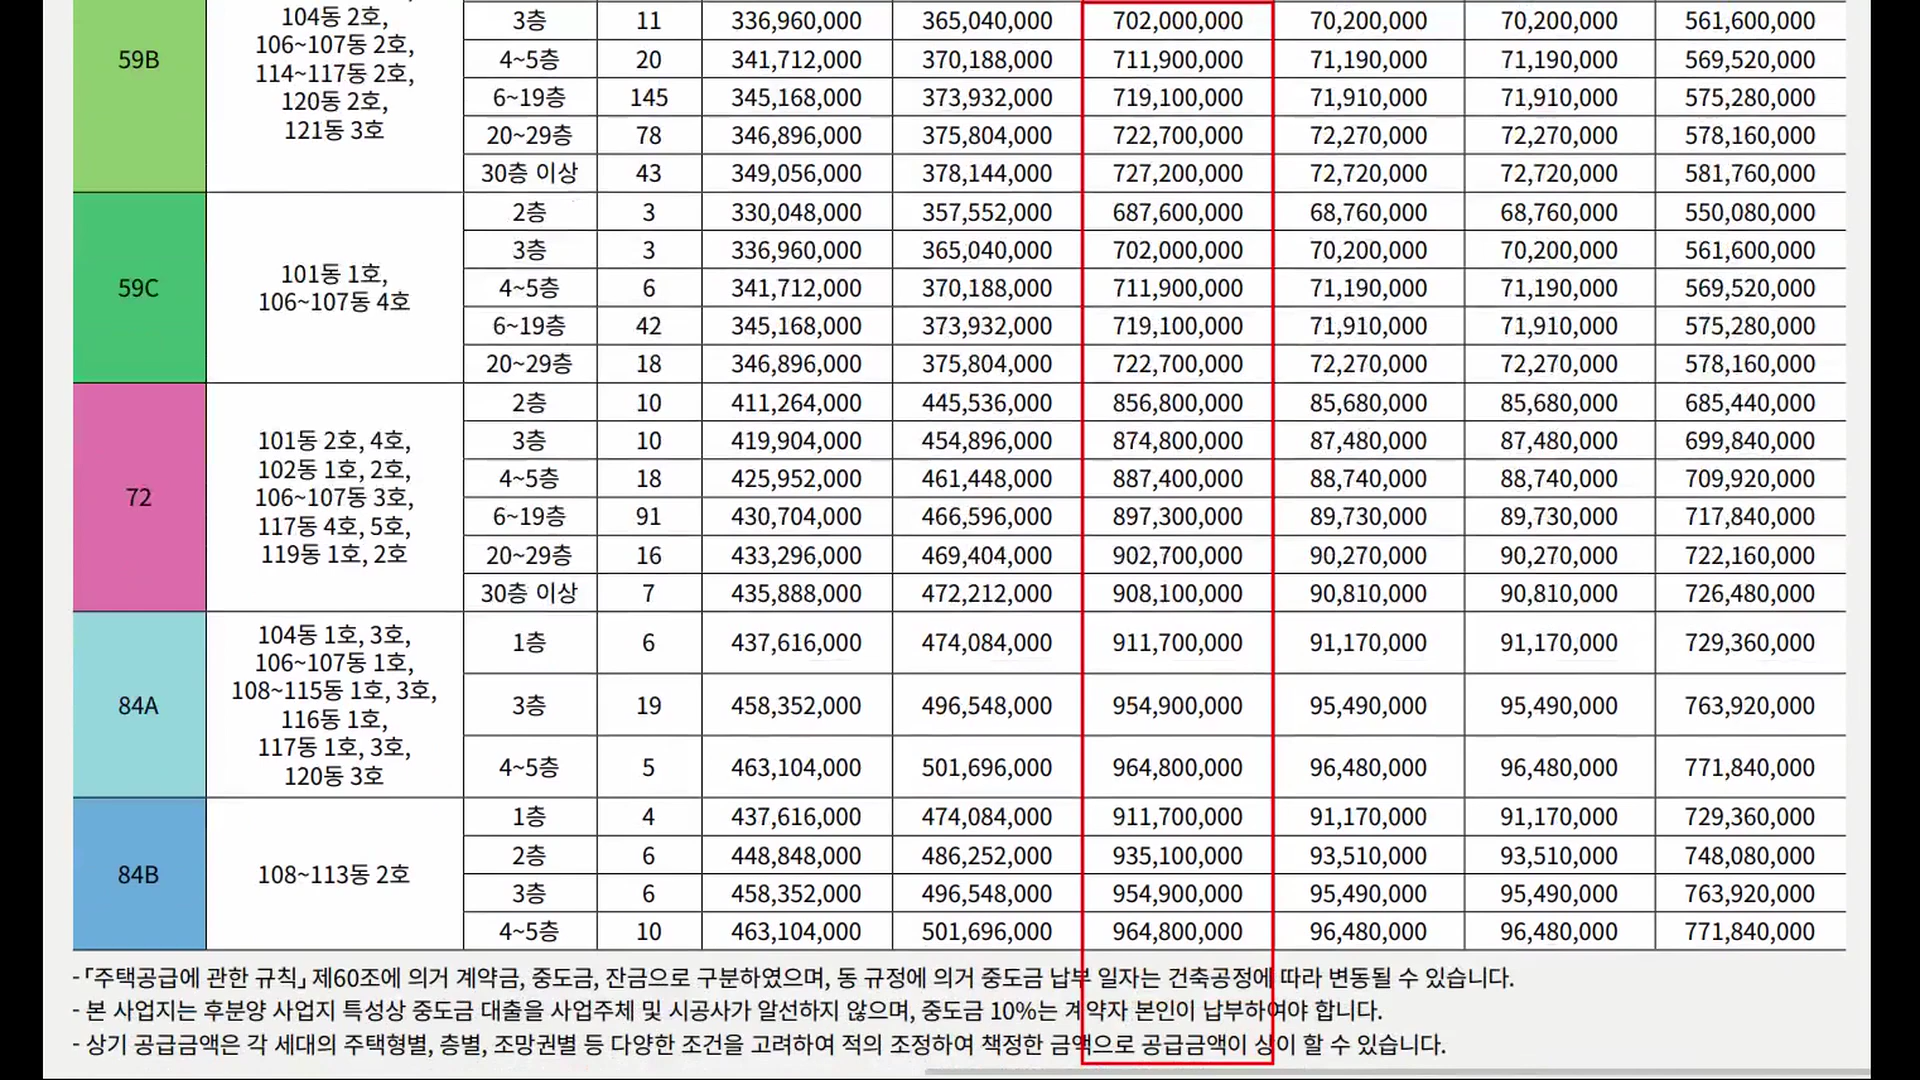 59B
104동 2호,
106~107동 2호,
114~117동 2호,
120동 2호,
121동 3호
3층 11 336,960,000 365,040,000 702,000,000 70,200,000 70,200,000 561,600,000
4~5층 20 341,712,000 370,188,000 711,900,000 71,190,000 71,190,000 569,520,000
6~19층 145 345,168,000 373,932,000 719,100,000 71,910,000 71,910,000 575,280,000
20~29층 78 346,896,000 375,804,000 722,700,000 72,270,000 72,270,000 578,160,000
30층 이상 43 349,056,000 378,144,000 727,200,000 72,720,000 72,720,000 581,760,000
59C
101동 1호,
106~107동 4호
2층 3 330,048,000 357,552,000 687,600,000 68,760,000 68,760,000 550,080,000
3층 3 336,960,000 365,040,000 702,000,000 70,200,000 70,200,000 561,600,000
4~5층 6 341,712,000 370,188,000 711,900,000 71,190,000 71,190,000 569,520,000
6~19층 42 345,168,000 373,932,000 719,100,000 71,910,000 71,910,000 575,280,000
20~29층 18 346,896,000 375,804,000 722,700,000 72,270,000 72,270,000 578,160,000
72
101동 2호, 4호,
102동 1호, 2호,
106~107동 3호,
117동 4호, 5호,
119동 1호, 2호
2층 10 411,264,000 445,536,000 856,800,000 85,680,000 85,680,000 685,440,000
3층 10 419,904,000 454,896,000 874,800,000 87,480,000 87,480,000 699,840,000
4~5층 18 425,952,000 461,448,000 887,400,000 88,740,000 88,740,000 709,920,000
6~19층 91 430,704,000 466,596,000 897,300,000 89,730,000 89,730,000 717,840,000
20~29층 16 433,296,000 469,404,000 902,700,000 90,270,000 90,270,000 722,160,000
30층 이상 7 435,888,000 472,212,000 908,100,000 90,810,000 90,810,000 726,480,000
84A
104동 1호, 3호,
106~107동 1호,
108~115동 1호, 3호,
116동 1호,
117동 1호, 3호,
120동 3호
1층 6 437,616,000 474,084,000 911,700,000 91,170,000 91,170,000 729,360,000
3층 19 458,352,000 496,548,000 954,900,000 95,490,000 95,490,000 763,920,000
4~5층 5 463,104,000 501,696,000 964,800,000 96,480,000 96,480,000 771,840,000
84B
108~113동 2호
1층 4 437,616,000 474,084,000 911,700,000 91,170,000 91,170,000 729,360,000
2층 6 448,848,000 486,252,000 935,100,000 93,510,000 93,510,000 748,080,000
3층 6 458,352,000 496,548,000 954,900,000 95,490,000 95,490,000 763,920,000
4~5층 10 463,104,000 501,696,000 964,800,000 96,480,000 96,480,000 771,840,000
- 「주택공급에 관한 규칙」 제60조에 의거 계약금, 중도금, 잔금으로 구분하였으며, 동 규정에 의거 중도금 납부 일자는 건축공정에 따라 변동될 수 있습니다.
- 본 사업지는 후분양 사업지 특성상 중도금 대출을 사업주체 및 시공사가 알선하지 않으며, 중도금 10%는 계약자 본인이 납부하여야 합니다.
- 상기 공급금액은 각 세대의 주택형별, 층별, 조망권별 등 다양한 조건을 고려하여 적의 조정하여 책정한 금액으로 공급금액이 상이 할 수 있습니다.